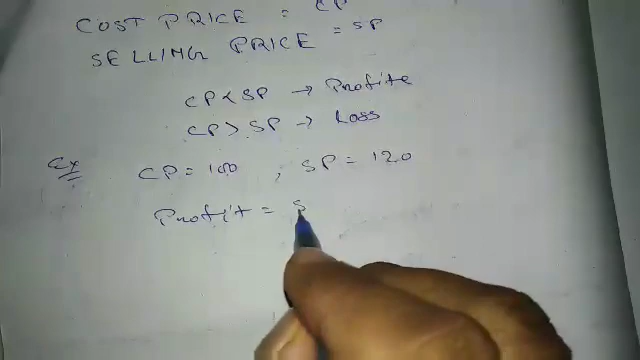 COST PRICE = CP
SELLING PRICE = SP
CP < SP → Profite
CP > SP → Loss
Ex CP = 100 , SP = 120
Profit = S